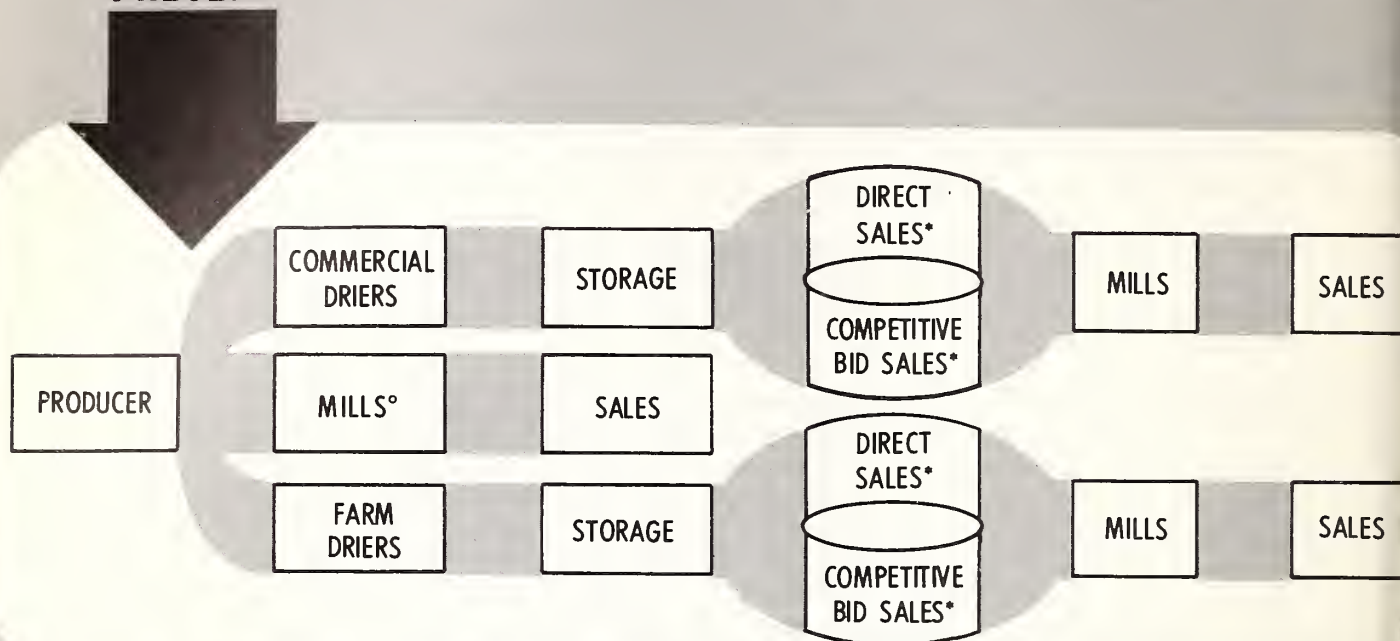 DIRECT
SALES*
COMMERCIAL
DRIERS
STORAGE
MILLS
SALES
COMPETITIVE
BID SALES*
PRODUCER
MILLS°
SALES
DIRECT
SALES*
FARM
DRIERS
STORAGE
MILLS
SALES
COMPETITIVE
BID SALES*